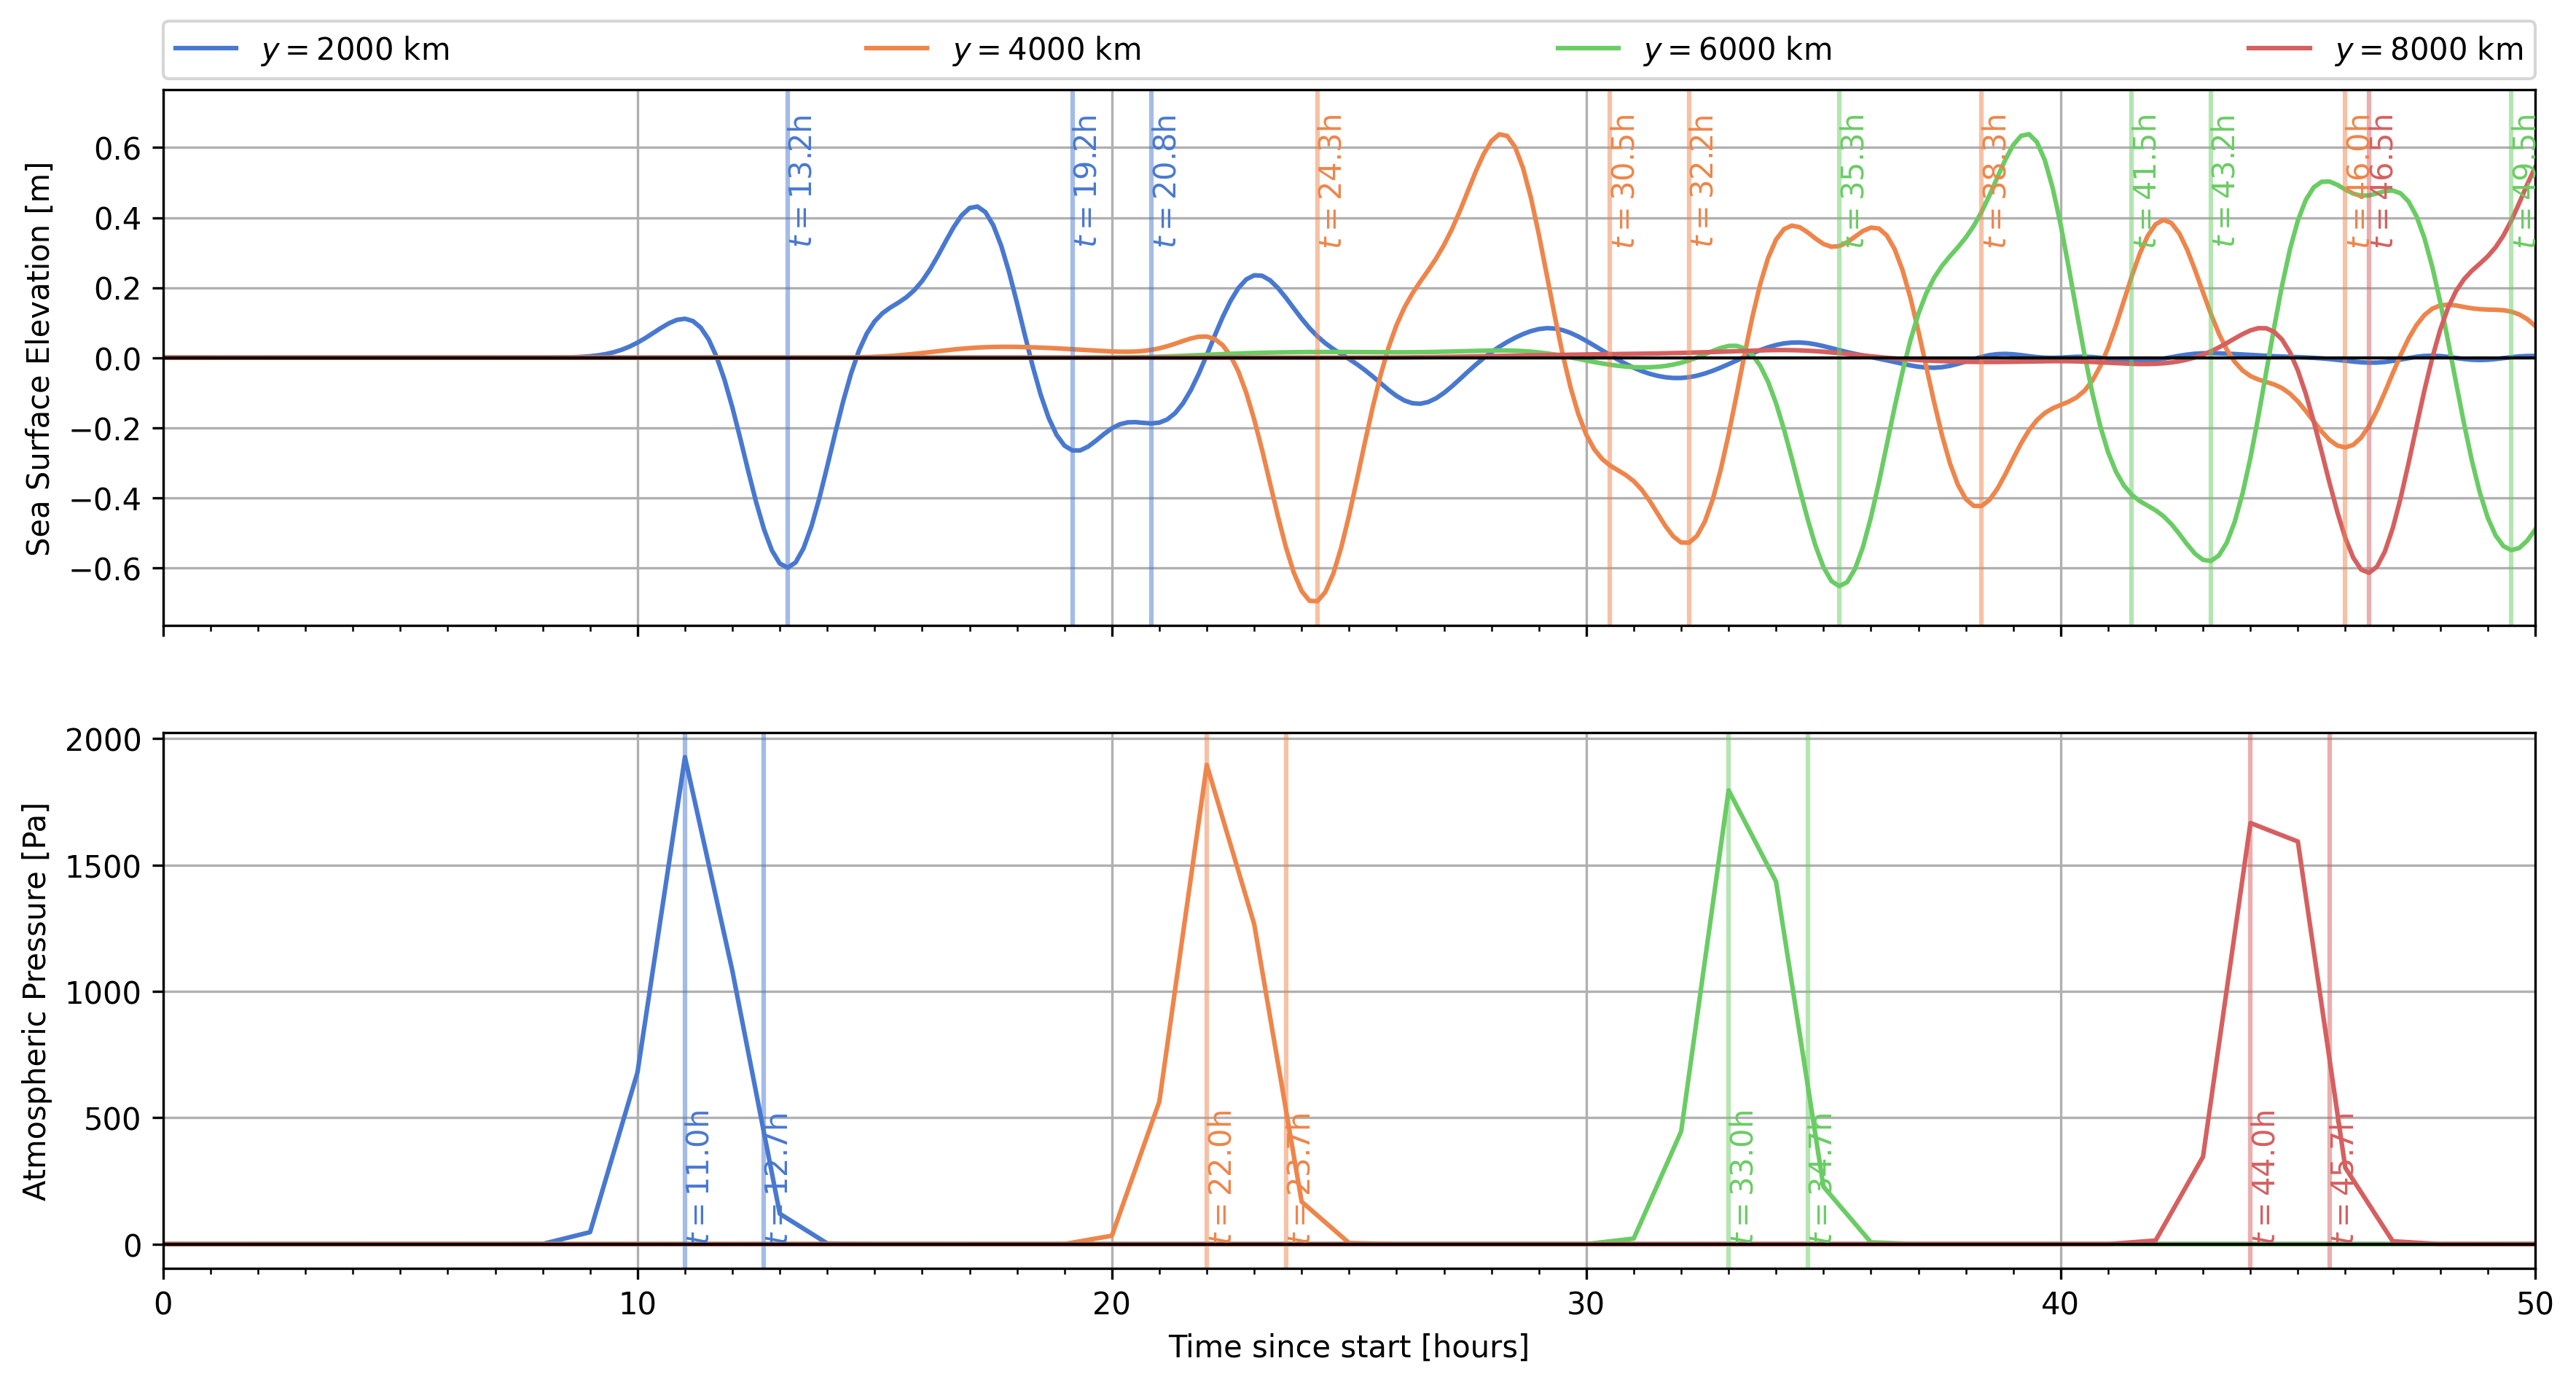 y = 2000 km
y = 4000 km
y = 6000 km
y = 8000 km
Sea Surface Elevation [m]
0.6
0.4
0.2
0.0
−0.2
−0.4
−0.6
t = 13.2h
t = 19.2h
t = 20.8h
t = 24.3h
t = 30.5h
t = 32.2h
t = 35.3h
t = 38.3h
t = 41.5h
t = 43.2h
t = 46.0h
t = 46.5h
t = 49.5h
Atmospheric Pressure [Pa]
2000
1500
1000
500
0
t = 11.0h
t = 12.7h
t = 22.0h
t = 23.7h
t = 33.0h
t = 34.7h
t = 44.0h
t = 45.7h
0
10
20
30
40
50
Time since start [hours]